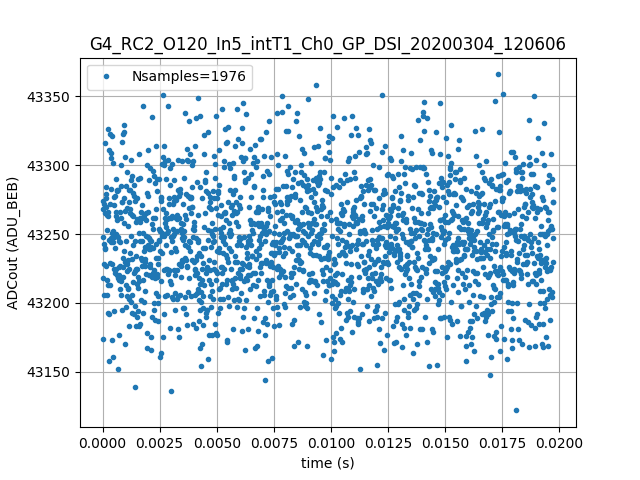 G4_RC2_O120_In5_intT1_Ch0_GP_DSI_20200304_120606
Nsamples=1976
ADCout (ADU_BEB)
43350
43300
43250
43200
43150
0.0000 0.0025 0.0050 0.0075 0.0100 0.0125 0.0150 0.0175 0.0200
time (s)